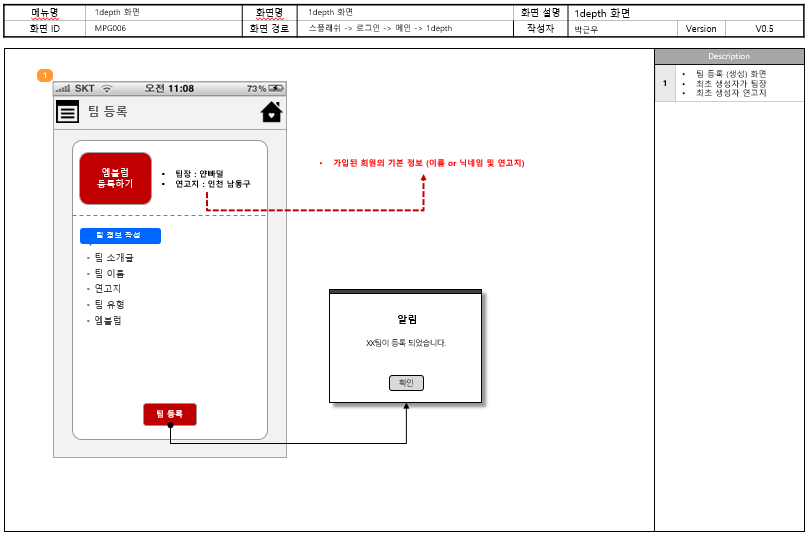 메뉴명 1depth 화면 화면명 1depth 화면 화면 설명 1depth 화면
화면 ID MPG006 화면 경로 스플래쉬 -> 로그인 -> 메인 -> 1depth 작성자 박근우 Version V0.5
Description
1 • 팀 등록 (생성) 화면
• 최초 생성자가 팀장
• 최초 생성자 연고지
1
SKT 오전 11:08 73%
팀 등록
엠블럼
등록하기
• 팀장 : 얀빠덜
• 연고지 : 인천 남동구
• 가입된 회원의 기본 정보 (이름 or 닉네임 및 연고지)
팀 정보 작성
- 팀 소개글
- 팀 이름
- 연고지
- 팀 유형
- 엠블럼
팀 등록
알림
XX팀이 등록 되었습니다.
확인